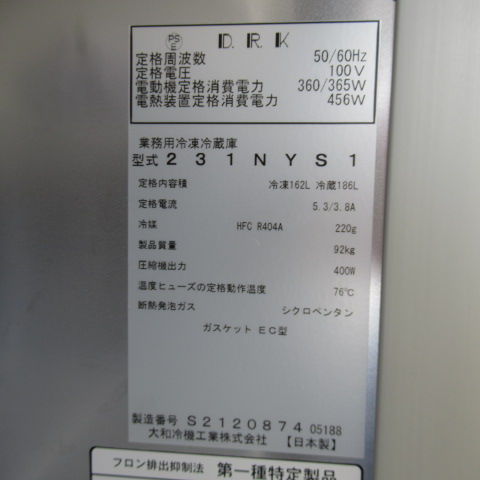 PS
E
D. R. K
定格周波数 50/60Hz
定格電圧 100V
電動機定格消費電力 360/365W
電熱装置定格消費電力 456W
業務用冷凍冷蔵庫
型式 231NYS1
定格内容積 冷凍162L 冷蔵186L
定格電流 5.3/3.8A
冷媒 HFC R404A 220g
製品質量 92kg
圧縮機出力 400W
温度ヒューズの定格動作温度 76℃
断熱発泡ガス シクロペンタン
ガスケット EC型
製造番号 S2120874 05188
大和冷機工業株式会社 【日本製】
フロン排出抑制法 第一種特定製品